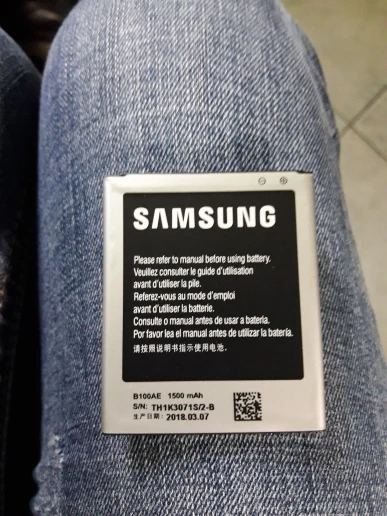 SAMSUNG
Please refer to manual before using battery.
Veuillez consulter le guide d'utilisation
avant d'utiliser la pile.
Referez-vous au mode d'emploi
avant d'utiliser la batterie.
Consulte o manual antes de usar a bateria.
Por favor lea el manual antes de utilizar la batería.
请按照说明书指示使用电池.
B100AE 1500 mAh
S/N: TH1K3071S/2-B
生产日期: 2018.03.07